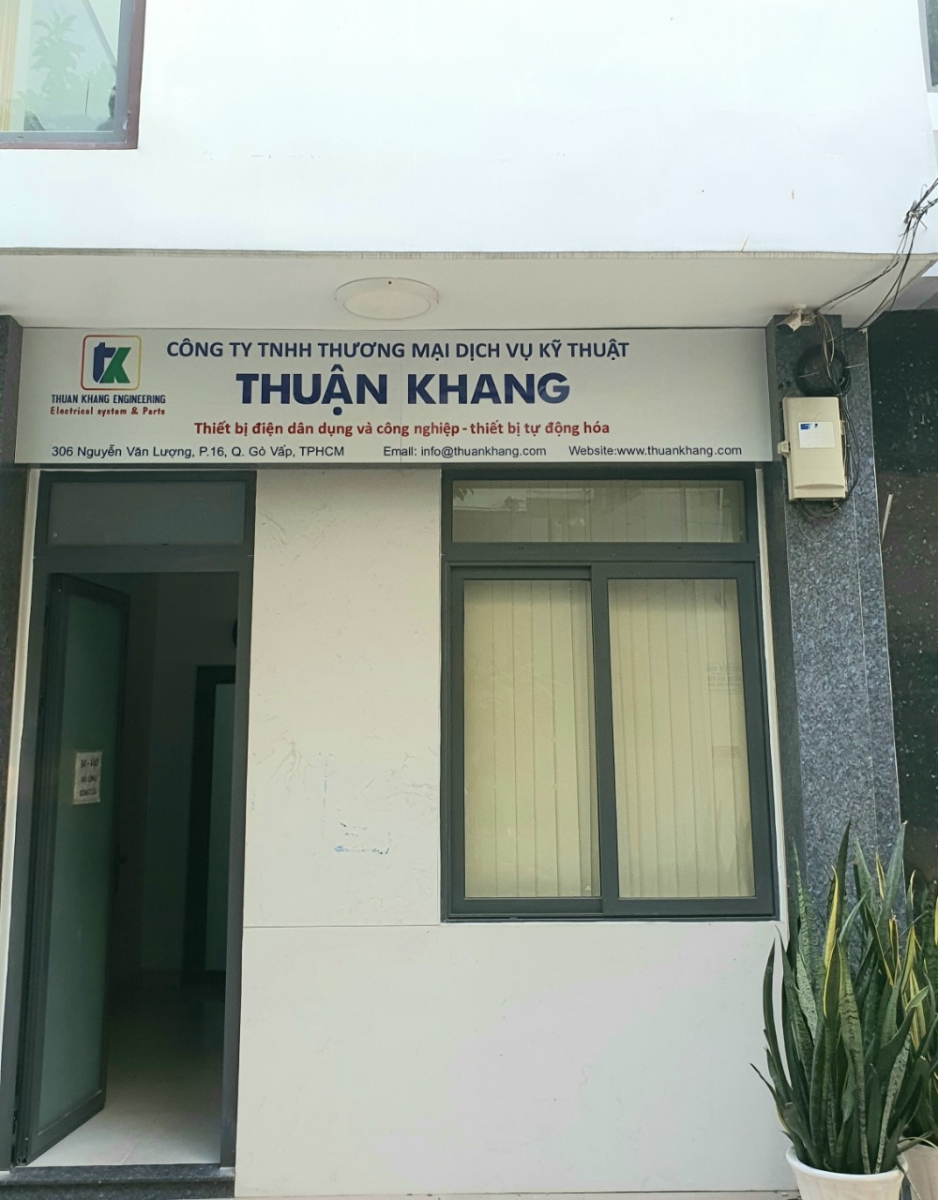 tk
THUAN KHANG ENGINEERING
Electrical system & Parts
CÔNG TY TNHH THƯƠNG MẠI DỊCH VỤ KỸ THUẬT
THUẬN KHANG
Thiết bị điện dân dụng và công nghiệp - thiết bị tự động hóa
306 Nguyễn Văn Lượng, P.16, Q. Gò Vấp, TPHCM Email: info@thuankhang.com Website:www.thuankhang.com